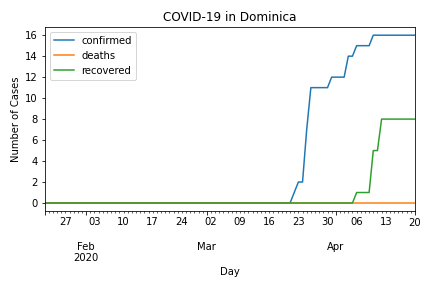 COVID-19 in Dominica
confirmed
deaths
recovered
Number of Cases
16
14
12
10
8
6
4
2
0
27 03 10 17 24 02 09 16 23 30 06 13 20
Feb Mar Apr
2020
Day